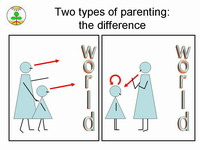 Two types of parenting:
the difference
world
world